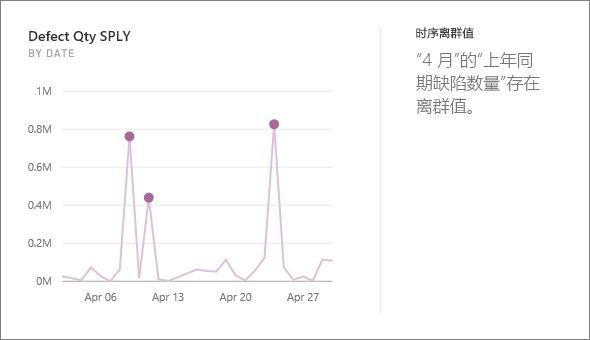 Defect Qty SPLY
BY DATE
1M
0.8M
0.6M
0.4M
0.2M
0M
Apr 06
Apr 13
Apr 20
Apr 27
时序离群值
“4 月”的“上年同
期缺陷数量”存在
离群值。